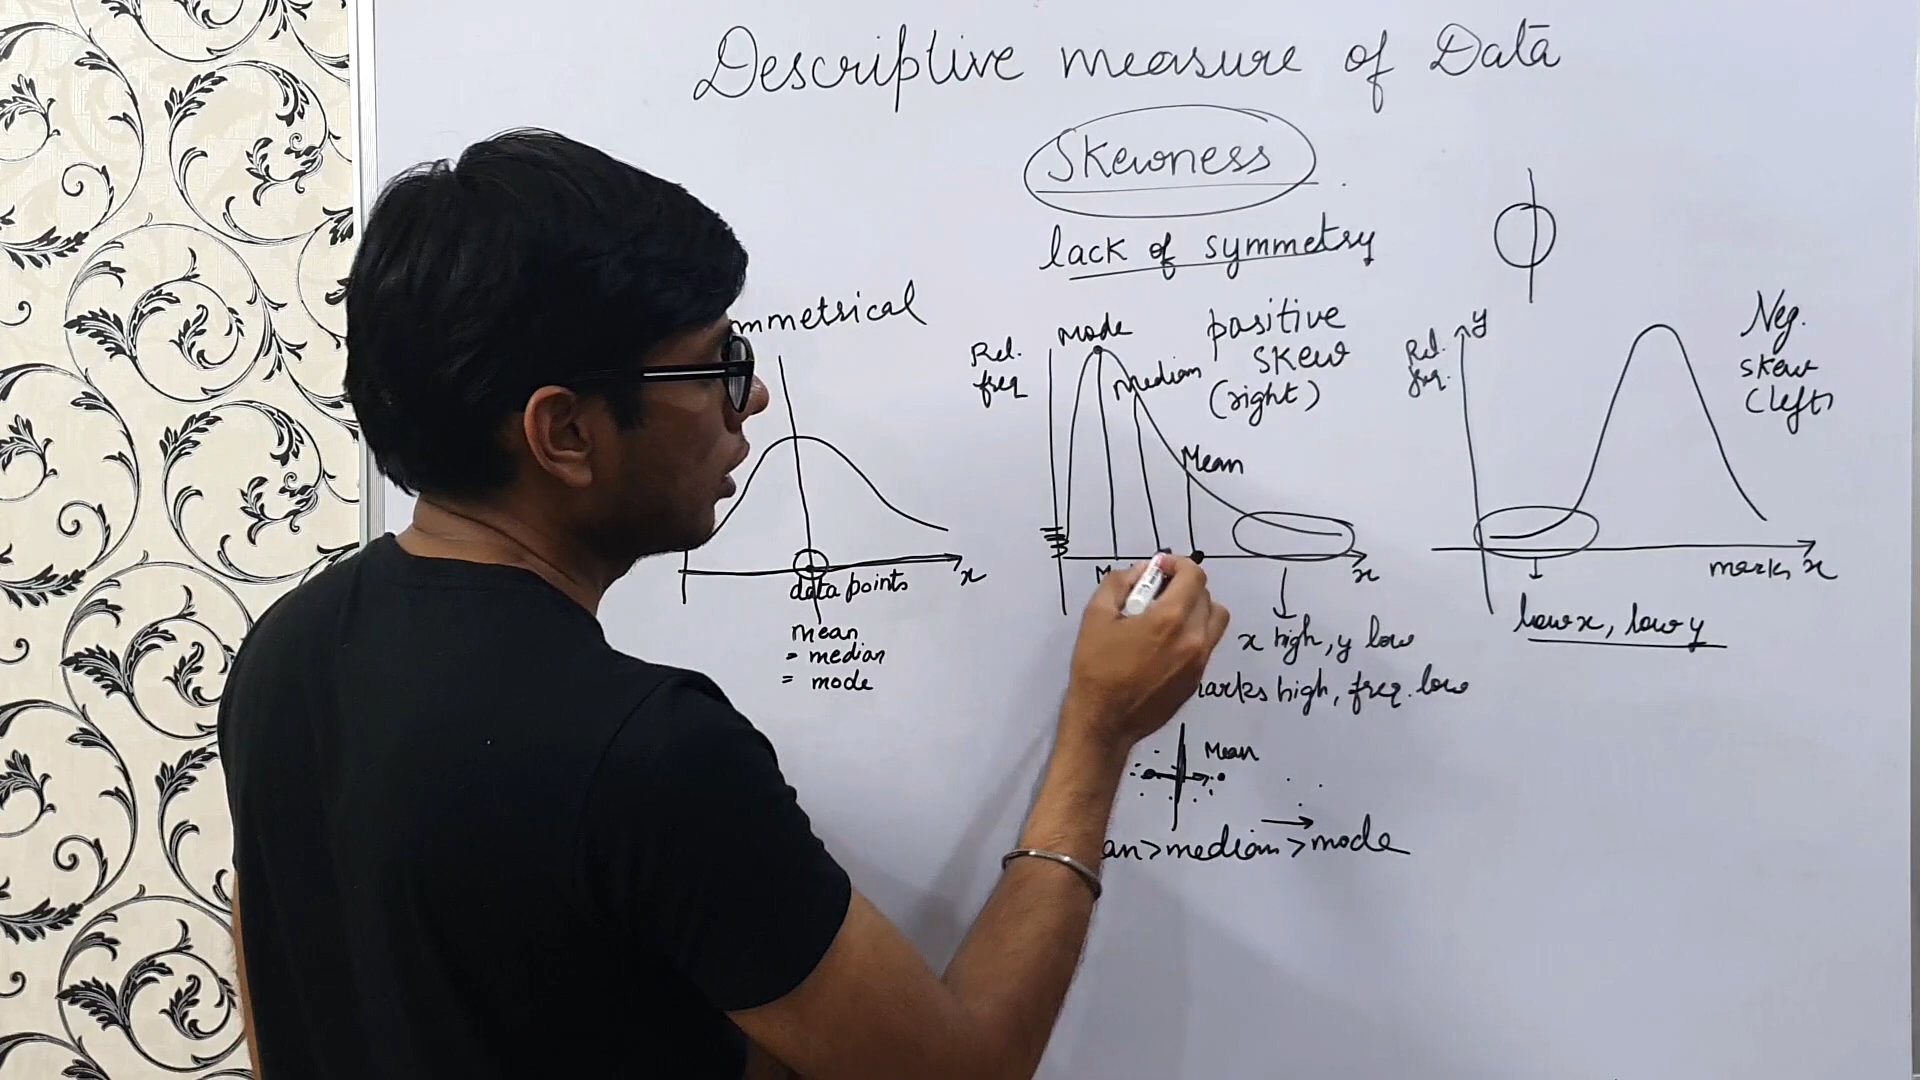 Descriptive measure of Data
Skewness
lack of symmetry
mmetrical
data points
x
mean
= median
= mode
Rel.
freq
mode
median
Mean
positive
skew
(right)
x
x high, y low
arks high, freq. low
Mean
an > median > mode
Rel.
freq.
y
Neg.
skew
(left)
marks x
low x, low y